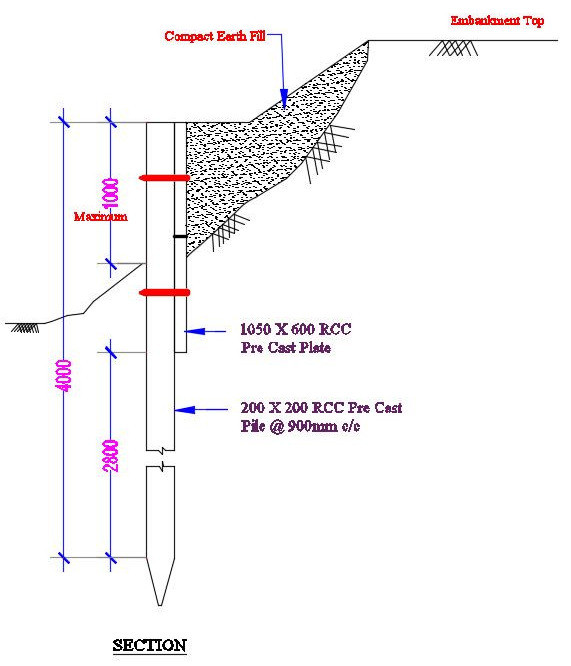 Embankment Top
Compact Earth Fill
1000
Maximum
1050 X 600 RCC
Pre Cast Plate
4000
200 X 200 RCC Pre Cast
Pile @ 900mm c/c
2800
SECTION